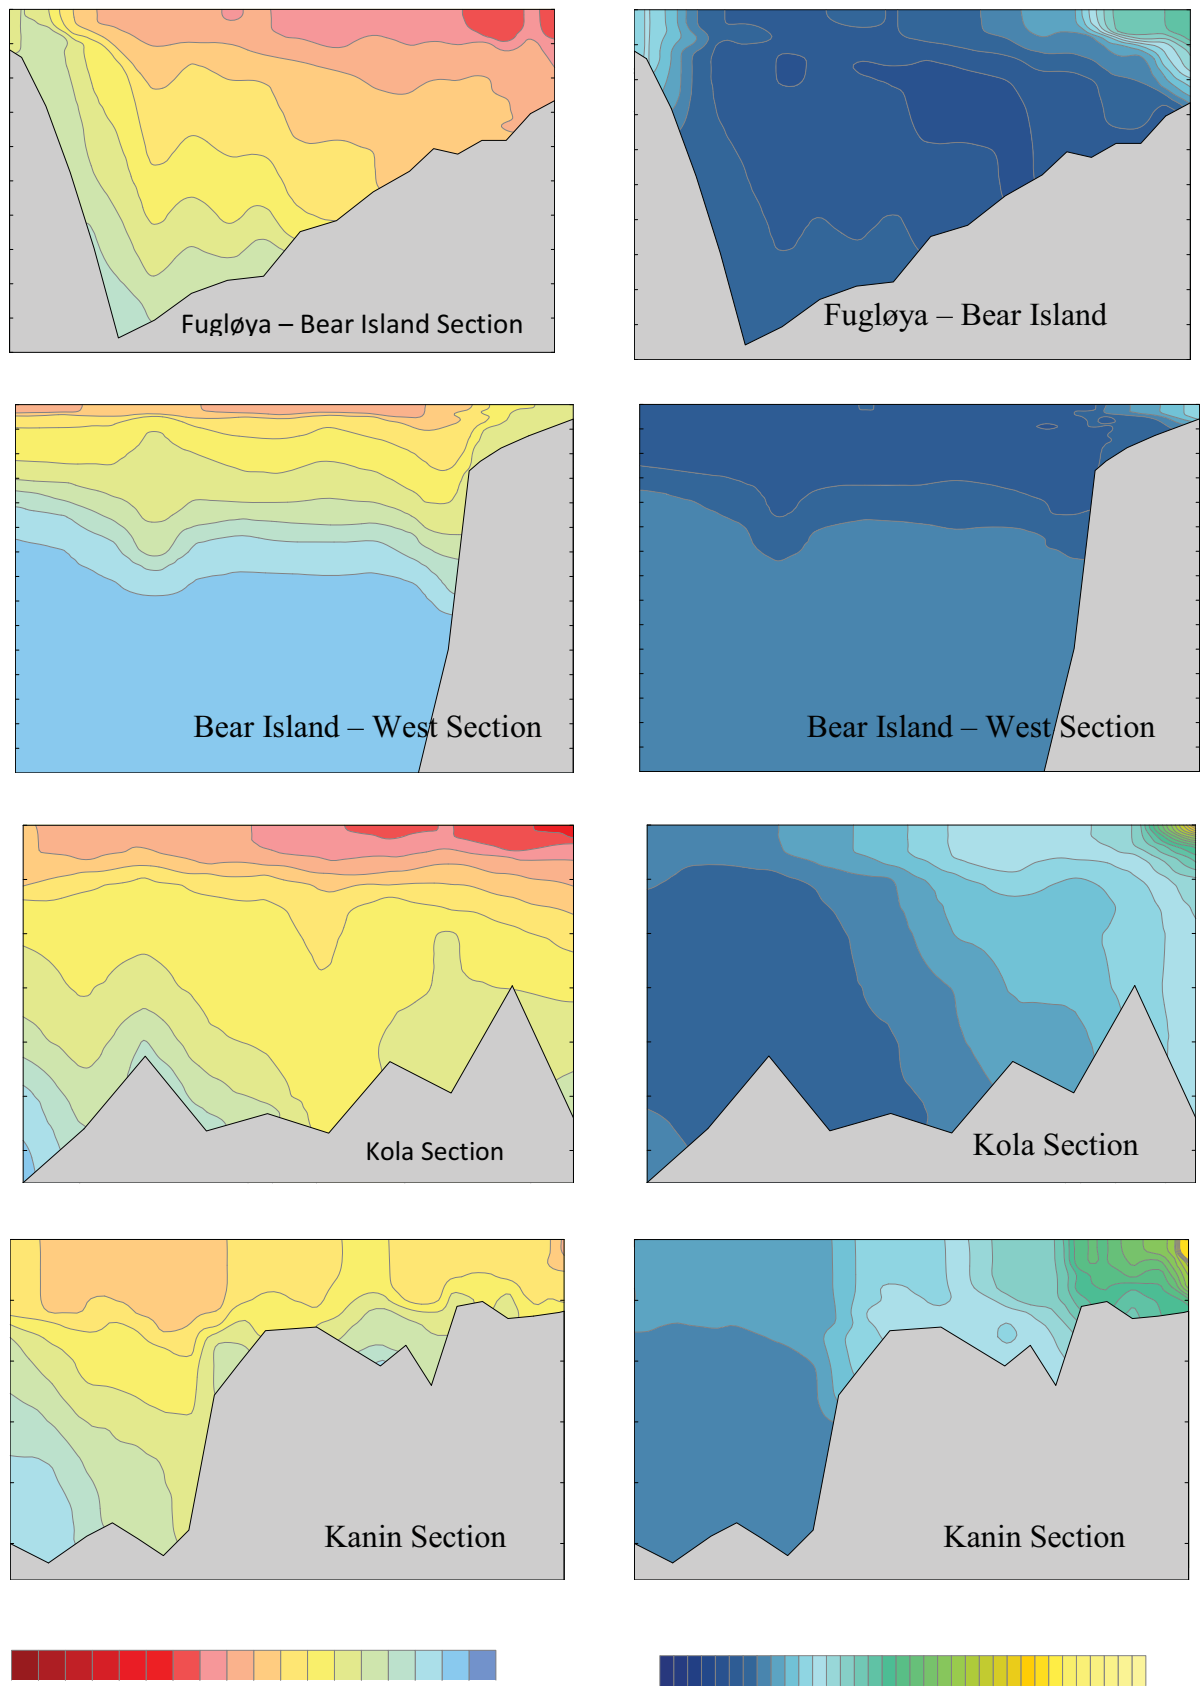 Fugløya – Bear Island Section
Fugløya – Bear Island
Bear Island – West Section
Bear Island – West Section
Kola Section
Kola Section
Kanin Section
Kanin Section